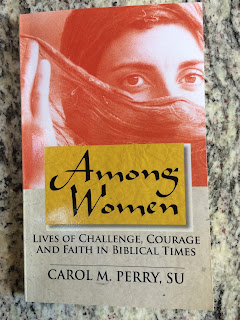 Among
Women
Lives of Challenge, Courage
And Faith in Biblical Times
Carol M. Perry, SU